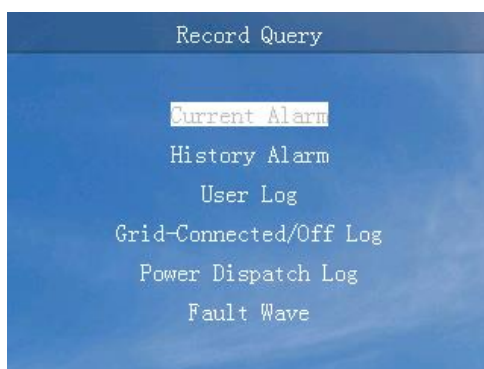 Record Query
Current Alarm
History Alarm
User Log
Grid-Connected/Off Log
Power Dispatch Log
Fault Wave